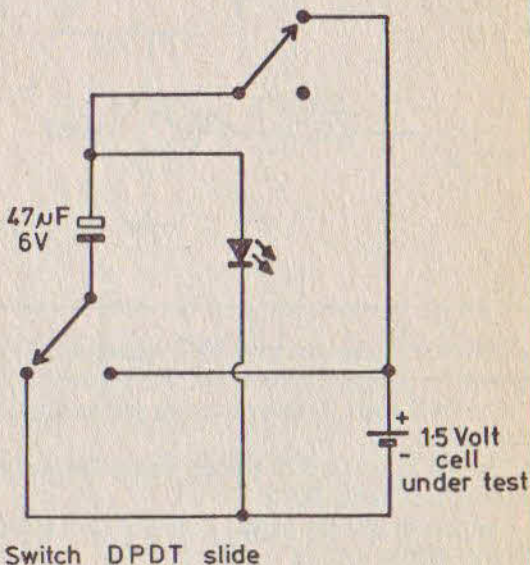 47µF
6V
+
1·5 Volt
-
cell
under test
Switch DPDT slide